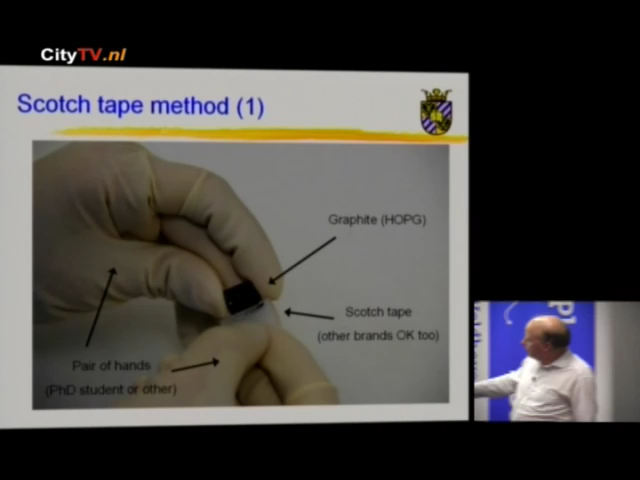 CityTV.nl
Scotch tape method (1)
Graphite (HOPG)
Scotch tape
(other brands OK too)
Pair of hands
(PhD student or other)